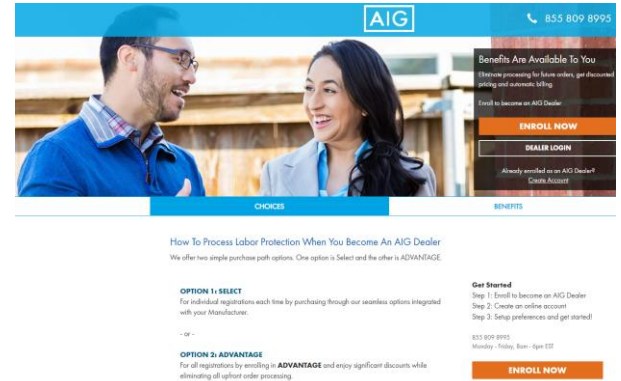 AIG
855 809 8995
Benefits Are Available To You
Eliminate processing for future orders, get discounted
pricing and automatic billing.
Enroll to become an AIG Dealer
ENROLL NOW
DEALER LOGIN
Already enrolled as an AIG Dealer?
Create Account
CHOICES
BENEFITS
How To Process Labor Protection When You Become An AIG Dealer
We offer two simple purchase path options. One option is Select and the other is ADVANTAGE.
OPTION 1: SELECT
For individual registrations each time by purchasing through our seamless options integrated
with your Manufacturer.
- or -
OPTION 2: ADVANTAGE
For all registrations by enrolling in ADVANTAGE and enjoy significant discounts while
eliminating all upfront order processing.
Get Started
Step 1: Enroll to become an AIG Dealer
Step 2: Create an online account
Step 3: Setup preferences and get started!
855 809 8995
Monday - Friday, 8am - 6pm EST
ENROLL NOW